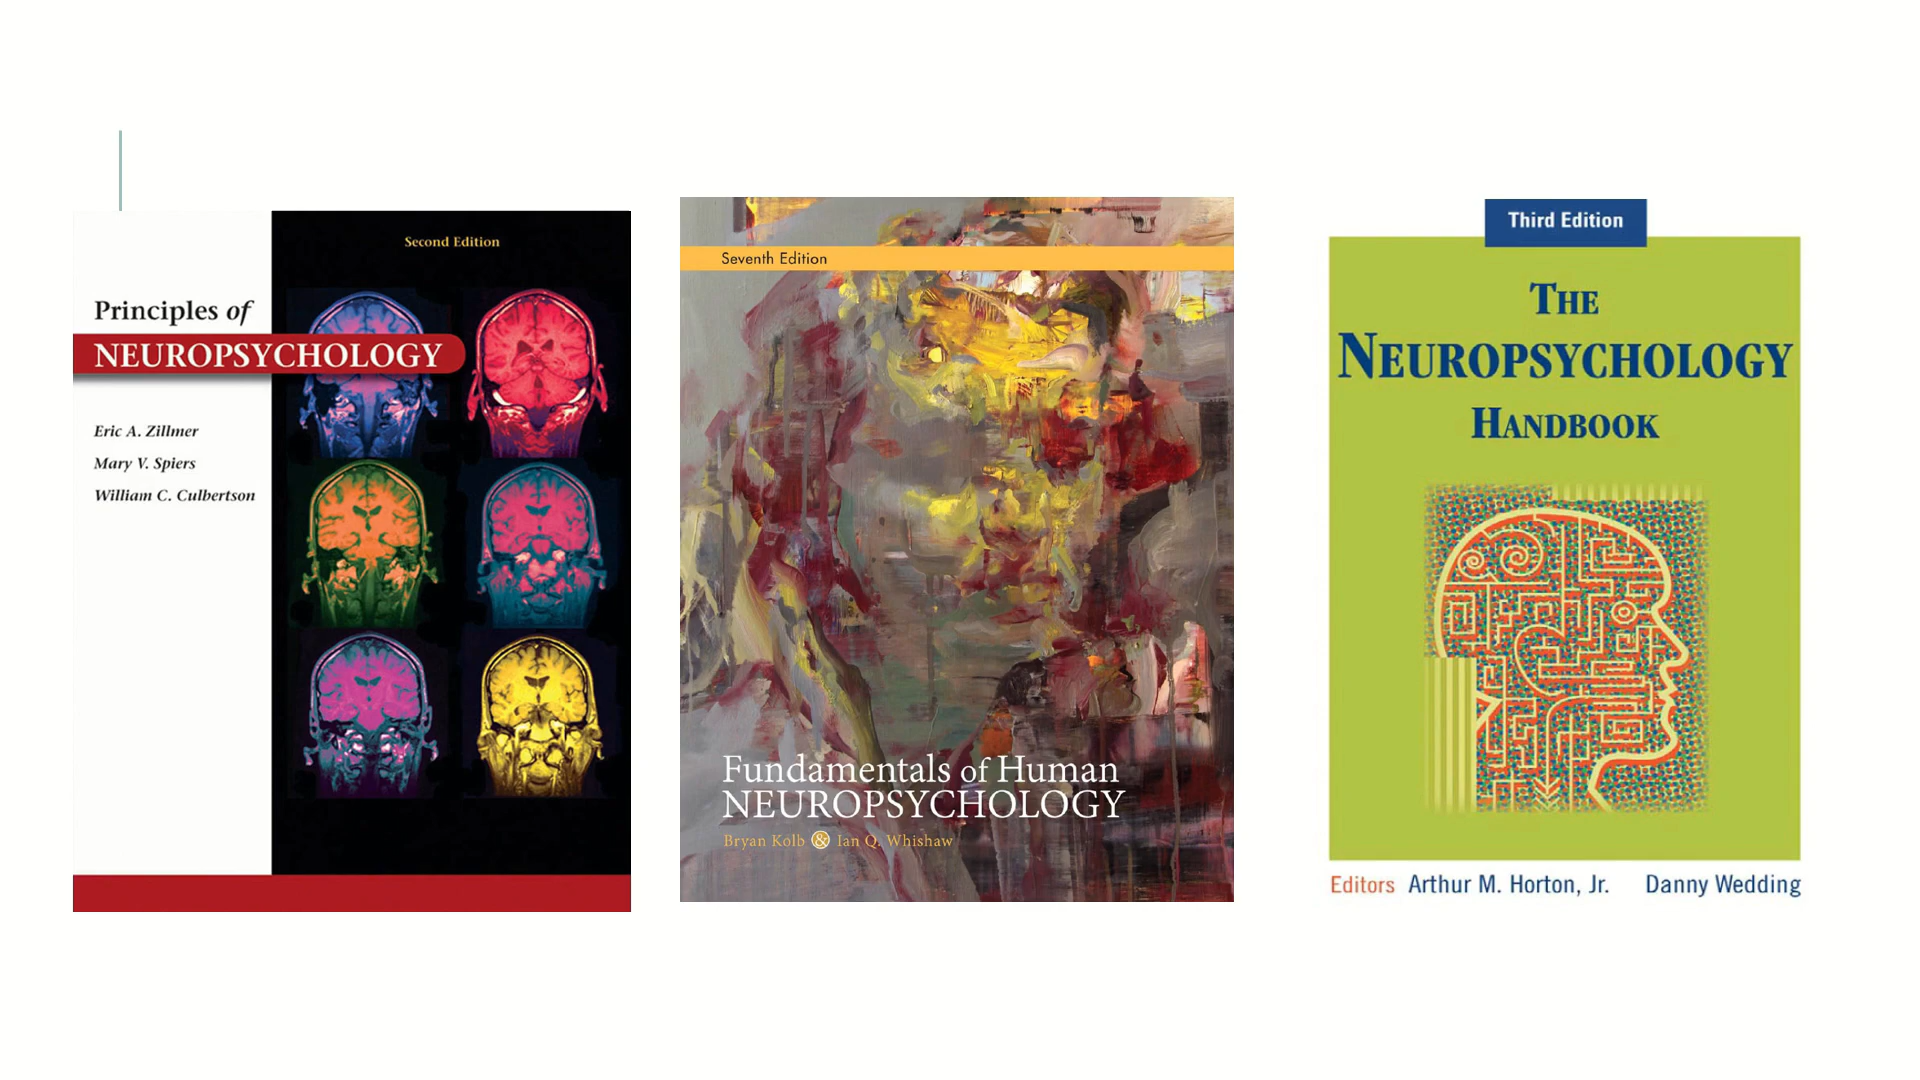 Second Edition
Principles of
NEUROPSYCHOLOGY
Eric A. Zillmer
Mary V. Spiers
William C. Culbertson
Seventh Edition
Fundamentals of Human
NEUROPSYCHOLOGY
Bryan Kolb & Ian Q. Whishaw
Third Edition
THE
NEUROPSYCHOLOGY
HANDBOOK
Editors Arthur M. Horton, Jr. Danny Wedding